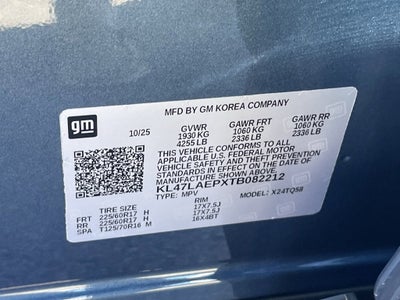 gm
MFD BY GM KOREA COMPANY
10/25 GVWR GAWR FRT GAWR RR
1930 KG 1060 KG 1060 KG
4255 LB 2336 LB 2336 LB
THIS VEHICLE CONFORMS TO ALL
APPLICABLE U.S. FEDERAL MOTOR
VEHICLE SAFETY AND THEFT PREVENTION
STANDARDS IN EFFECT ON THE DATE OF
MANUFACTURE SHOWN ABOVE.
KL47LAEPXTB082212
TYPE: MPV MODEL: X24TQ58
TIRE SIZE RIM
FRT 225/60R17 H 17X7.5J
RR 225/60R17 H 17X7.5J
SPA T125/70R16 M 16X4BT